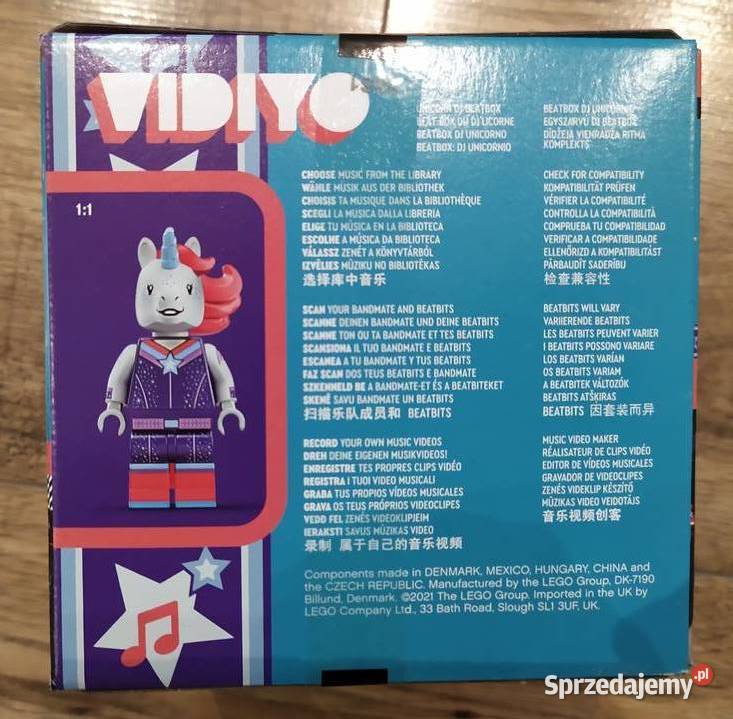 VIDIYO
UNICORN DJ BEATBOX
BEAT BOX DU DJ LICORNE
BEATBOX DJ UNICORNO
BEATBOX: DJ UNICORNIO
BEATBOX DJ UNICÓRNIO
EGYSZARVÚ DJ BEATBOX
DĪDŽEJA VIENRADŽA RITMA
KOMPLEKTS
1:1
CHOOSE MUSIC FROM THE LIBRARY
WÄHLE MUSIK AUS DER BIBLIOTHEK
CHOISIS TA MUSIQUE DANS LA BIBLIOTHÈQUE
SCEGLI LA MUSICA DALLA LIBRERIA
ELIGE TU MÚSICA EN LA BIBLIOTECA
ESCOLHE A MÚSICA DA BIBLIOTECA
VÁLASSZ ZENÉT A KÖNYVTÁRBÓL
IZVĒLIES MŪZIKU NO BIBLIOTĒKAS
选择库中音乐
CHECK FOR COMPATIBILITY
KOMPATIBILITÄT PRÜFEN
VÉRIFIER LA COMPATIBILITÉ
CONTROLLA LA COMPATIBILITÀ
COMPRUEBA TU COMPATIBILIDAD
VERIFICAR A COMPATIBILIDADE
ELLENŐRIZD A KOMPATIBILITÁST
PĀRBAUDĪT SADERĪBU
检查兼容性
SCAN YOUR BANDMATE AND BEATBITS
SCANNE DEINEN BANDMATE UND DEINE BEATBITS
SCANNE TON OU TA BANDMATE ET TES BEATBITS
SCANSIONA IL TUO BANDMATE E BEATBITS
ESCANEA A TU BANDMATE Y TUS BEATBITS
FAZ SCAN DOS TEUS BEATBITS E BANDMATE
SZKENNELD BE A BANDMATE-ET ÉS A BEATBITEKET
SKENĒ SAVU BANDMATE UN BEATBITS
扫描乐队成员和 BEATBITS
BEATBITS WILL VARY
VARIIERENDE BEATBITS
LES BEATBITS PEUVENT VARIER
I BEATBITS POSSONO VARIARE
LOS BEATBITS VARÍAN
OS BEATBITS VARIAM
A BEATBITEK VÁLTOZÓK
BEATBITS ATŠĶIRAS
BEATBITS 因套装而异
RECORD YOUR OWN MUSIC VIDEOS
DREH DEINE EIGENEN MUSIKVIDEOS!
ENREGISTRE TES PROPRES CLIPS VIDÉO
REGISTRA I TUOI VIDEO MUSICALI
GRABA TUS PROPIOS VÍDEOS MUSICALES
GRAVA OS TEUS PRÓPRIOS VIDEOCLIPES
VEDD FEL ZENÉS VIDEOKLIPJEIM
IERAKSTI SAVUS MŪZIKAS VIDEO
录制 属于自己的音乐视频
MUSIC VIDEO MAKER
RÉALISATEUR DE CLIPS VIDÉO
EDITOR DE VÍDEOS MUSICALES
GRAVADOR DE VIDEOCLIPES
ZENÉS VIDEKLIP KÉSZÍTŐ
MŪZIKAS VIDEO VEIDOTĀJS
音乐视频创客
Components made in DENMARK, MEXICO, HUNGARY, CHINA and
the CZECH REPUBLIC. Manufactured by the LEGO Group, DK-7190
Billund, Denmark. ©2021 The LEGO Group. Imported in the UK by
LEGO Company Ltd., 33 Bath Road, Slough SL1 3UF, UK.
Sprzedajemy.pl